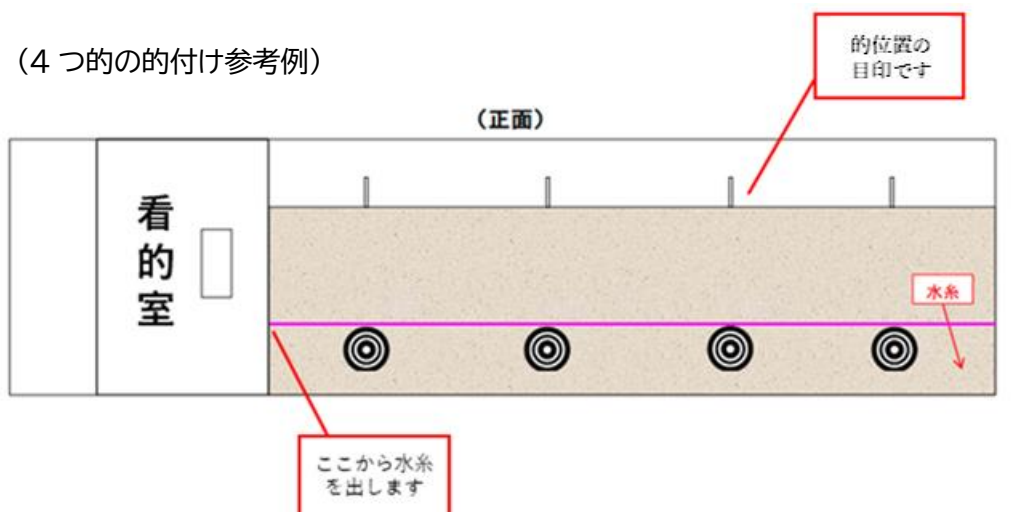 （4 つ的の的付け参考例）
的位置の
目印です
（正面）
看的室
水糸
ここから水糸
を出します